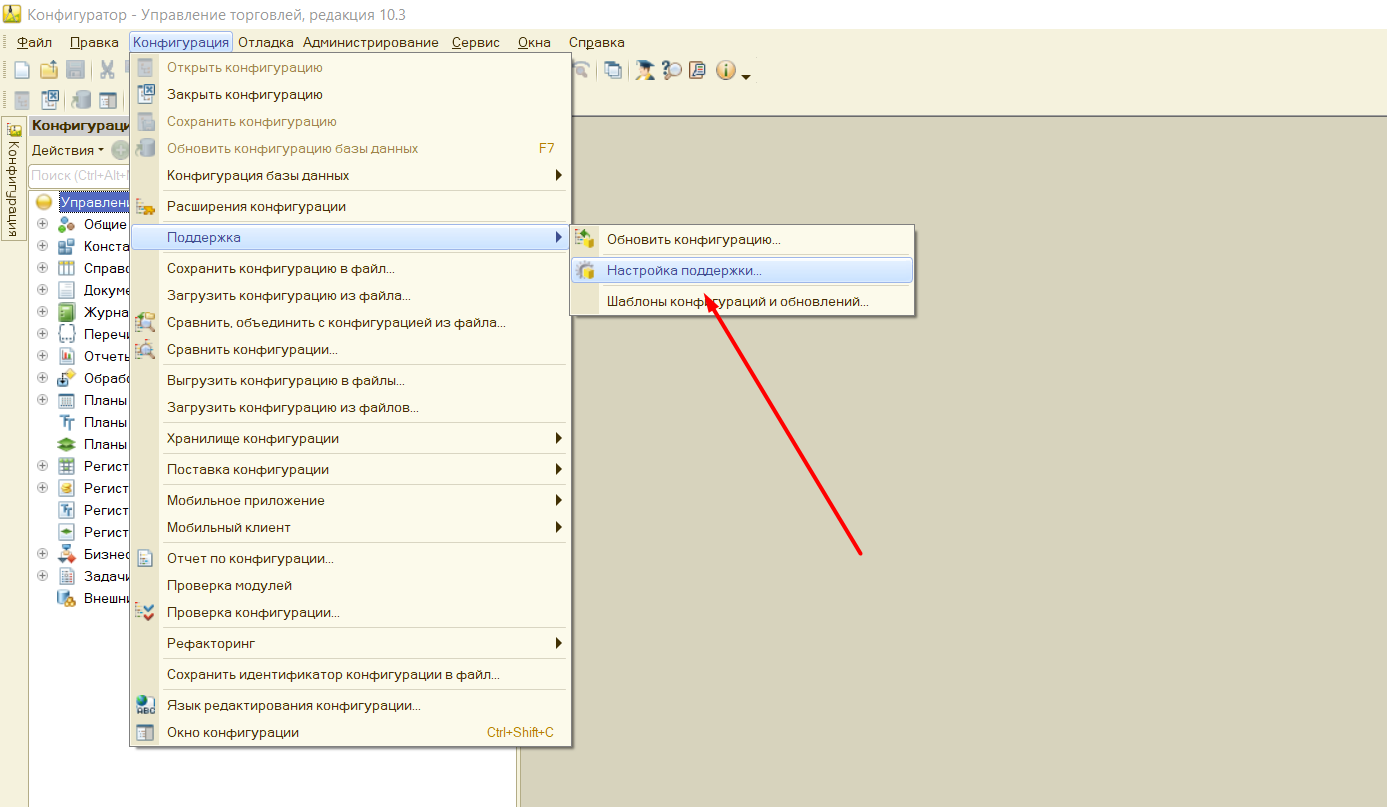 Конфигуратор - Управление торговлей, редакция 10.3
Файл Правка Конфигурация Отладка Администрирование Сервис Окна Справка
Конфигурация
Конфигураци
Действия
Поиск (Ctrl+Alt+
Управлени
Общие
Конста
Справо
Докуме
Журна
Перечи
Отчеты
Обрабо
Планы
Планы
Планы
Регист
Регист
Регист
Регист
Бизнес
Задачи
Внешни
Открыть конфигурацию
Закрыть конфигурацию
Сохранить конфигурацию
Обновить конфигурацию базы данных F7
Конфигурация базы данных
Расширения конфигурации
Поддержка
Сохранить конфигурацию в файл...
Загрузить конфигурацию из файла...
Сравнить, объединить с конфигурацией из файла...
Сравнить конфигурации...
Выгрузить конфигурацию в файлы...
Загрузить конфигурацию из файлов...
Хранилище конфигурации
Поставка конфигурации
Мобильное приложение
Мобильный клиент
Отчет по конфигурации...
Проверка модулей
Проверка конфигурации...
Рефакторинг
Сохранить идентификатор конфигурации в файл...
Язык редактирования конфигурации...
Окно конфигурации Ctrl+Shift+C
Обновить конфигурацию...
Настройка поддержки...
Шаблоны конфигураций и обновлений...